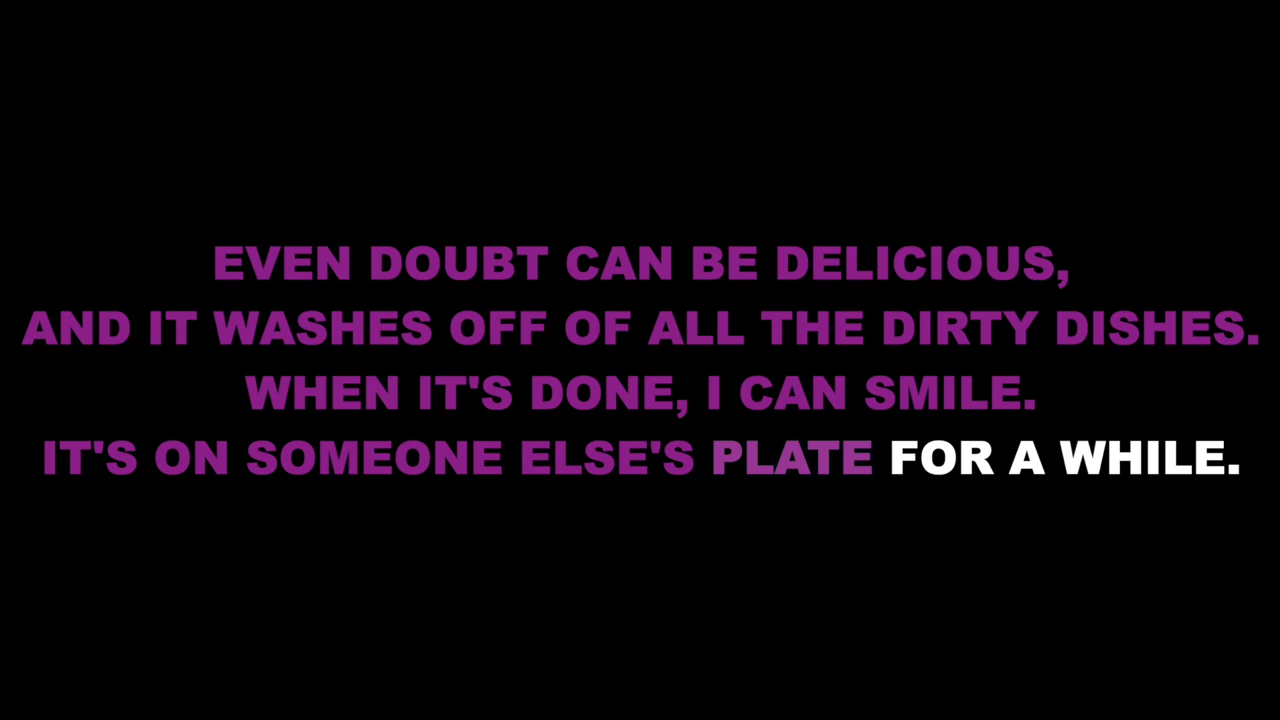 EVEN DOUBT CAN BE DELICIOUS,
AND IT WASHES OFF OF ALL THE DIRTY DISHES.
WHEN IT'S DONE, I CAN SMILE.
IT'S ON SOMEONE ELSE'S PLATE FOR A WHILE.